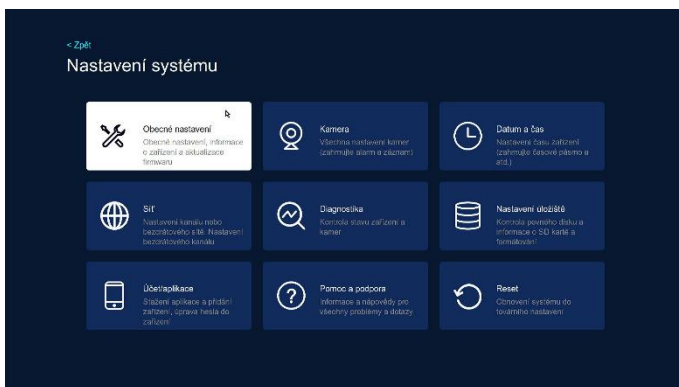 < Zpět
Nastavení systému
Obecné nastavení
Obecné nastavení, informace
o zařízení a aktualizace
firmwaru
Kamera
Všechna nastavení kamer
(zahrnujte alarm a záznam)
Datum a čas
Nastavení času zařízení
(zahrnujte časové pásmo a
atd.)
Síť
Nastavení kanálu nebo
bezdrátového sítě. Nastavení
bezdrátového kanálu
Diagnostika
Kontrola stavu zařízení a
kamer
Nastavení úložiště
Kontrola pevného disku a
informace o SD kartě a
formátování
Účet/aplikace
Stažení aplikace a přidání
zařízení, úprava hesla do
zařízení
Pomoc a podpora
Informace a nápovědy pro
všechny problémy a dotazy
Reset
Obnovení systému do
továrního nastavení